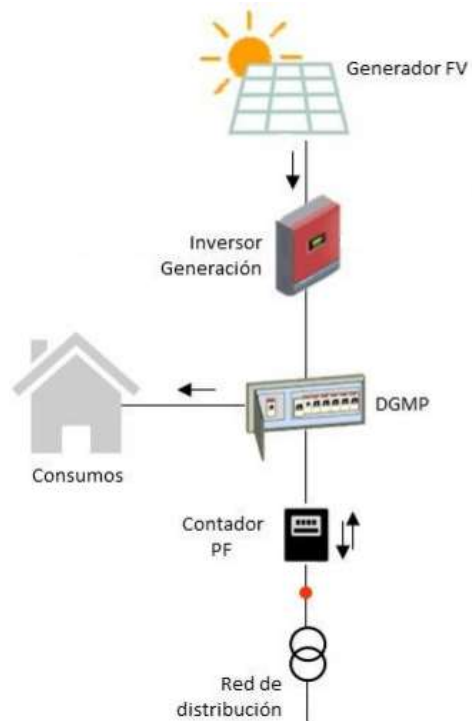 Generador FV
Inversor
Generación
DGMP
Consumos
Contador
PF
Red de
distribución